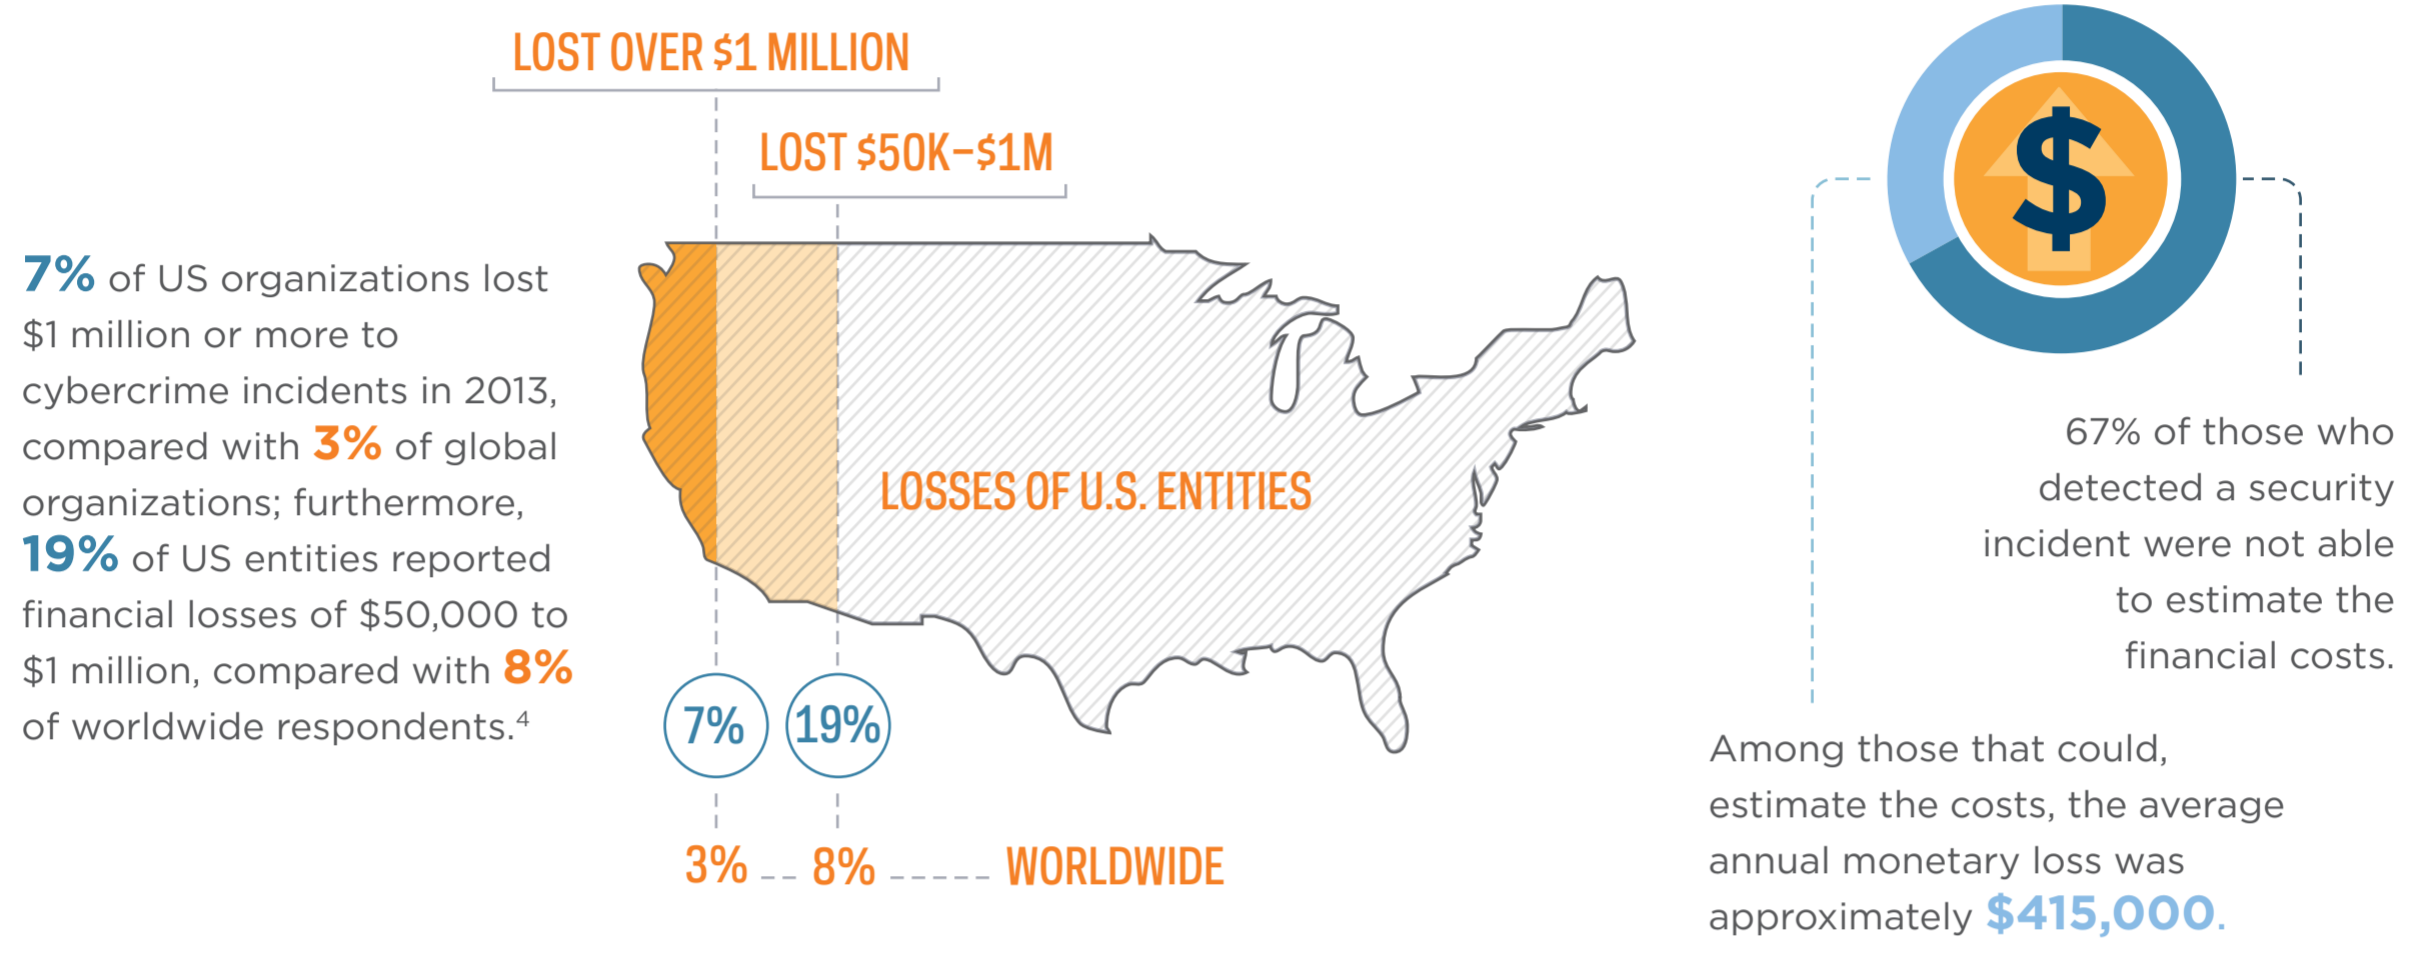 LOST OVER $1 MILLION
LOST $50K–$1M
7% of US organizations lost
$1 million or more to
cybercrime incidents in 2013,
compared with 3% of global
organizations; furthermore,
19% of US entities reported
financial losses of $50,000 to
$1 million, compared with 8%
of worldwide respondents.4
LOSSES OF U.S. ENTITIES
7% 19%
3% 8% WORLDWIDE
$
67% of those who
detected a security
incident were not able
to estimate the
financial costs.
Among those that could,
estimate the costs, the average
annual monetary loss was
approximately $415,000.